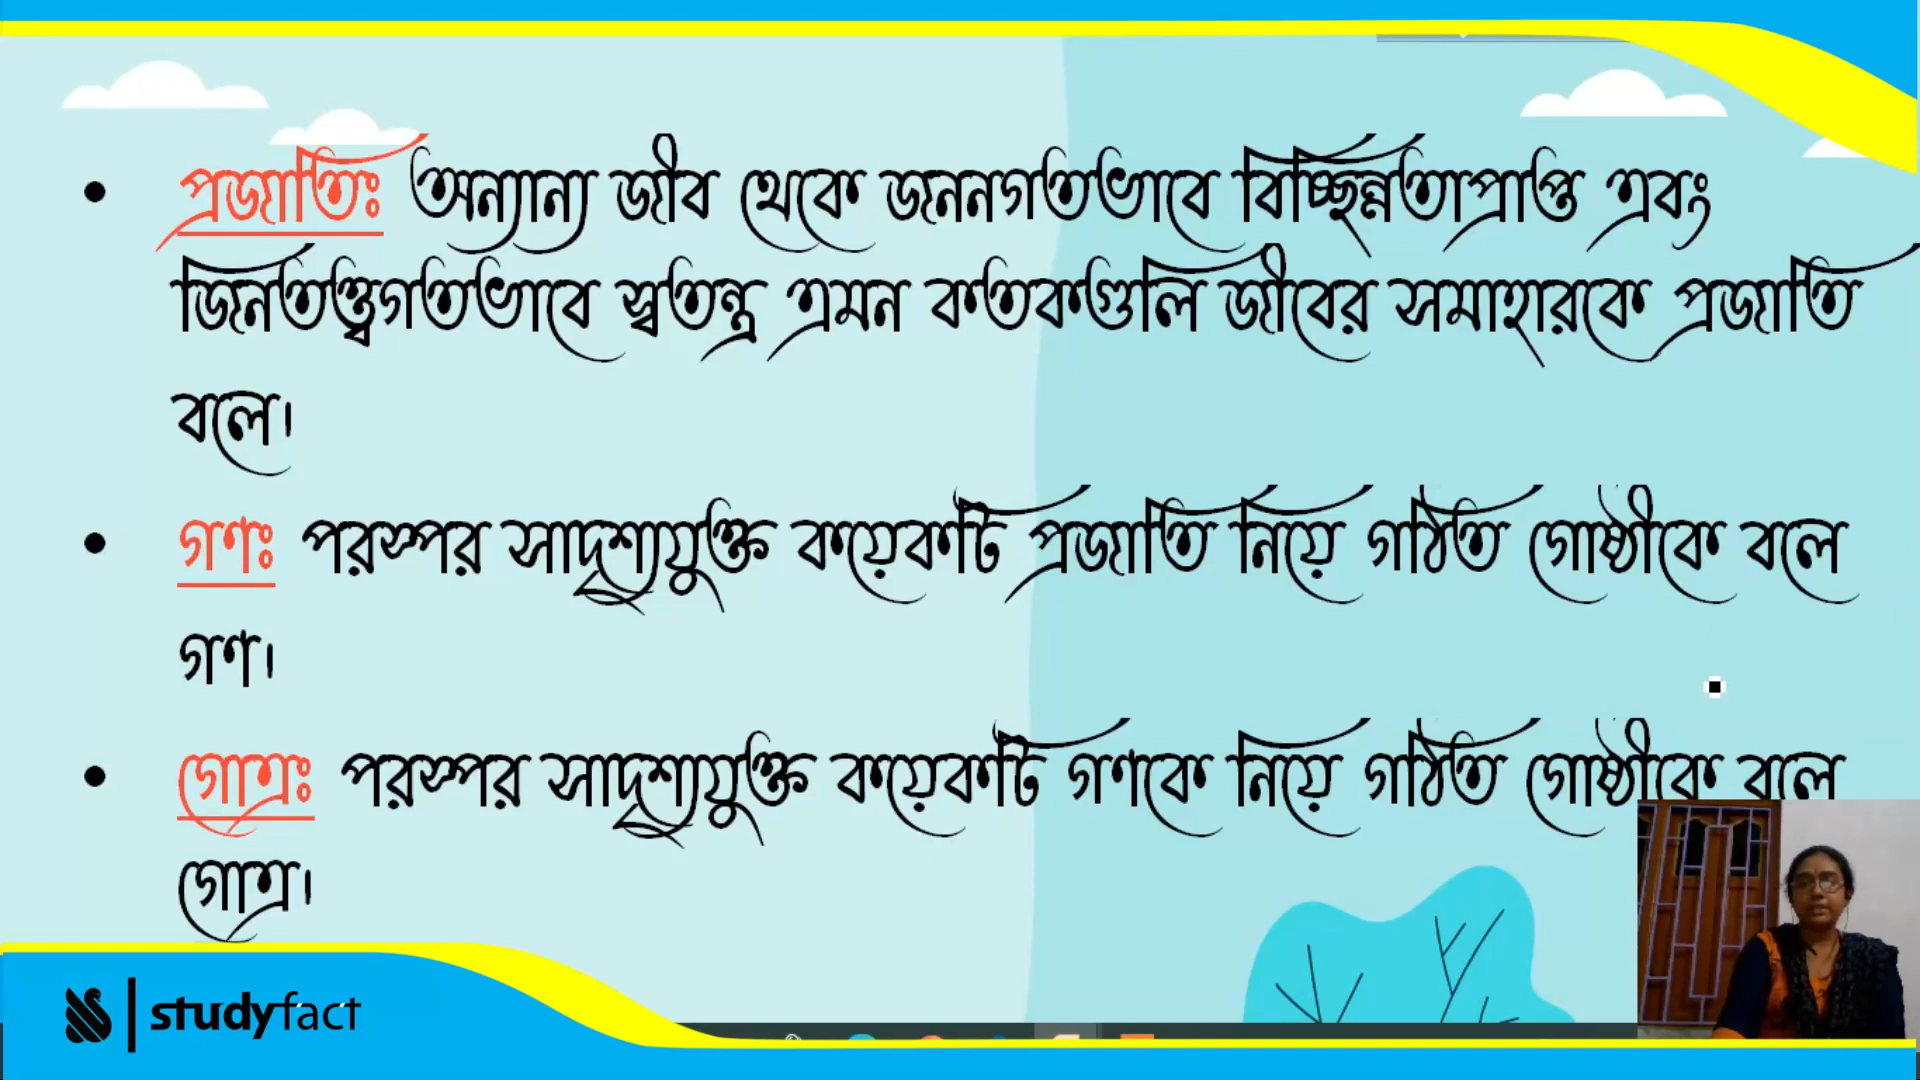 • প্রজাতিঃ অন্যান্য জীব থেকে জননগতভাবে বিচ্ছিন্নতাপ্রাপ্ত এবং
জিনতত্ত্বগতভাবে স্বতন্ত্র এমন কতকগুলি জীবের সমাহারকে প্রজাতি
বলে।
• গণঃ পরস্পর সাদৃশ্যযুক্ত কয়েকটি প্রজাতি নিয়ে গঠিত গোষ্ঠীকে বলে
গণ।
• গোত্রঃ পরস্পর সাদৃশ্যযুক্ত কয়েকটি গণকে নিয়ে গঠিত গোষ্ঠীকে বলে
গোত্র।
studyfact